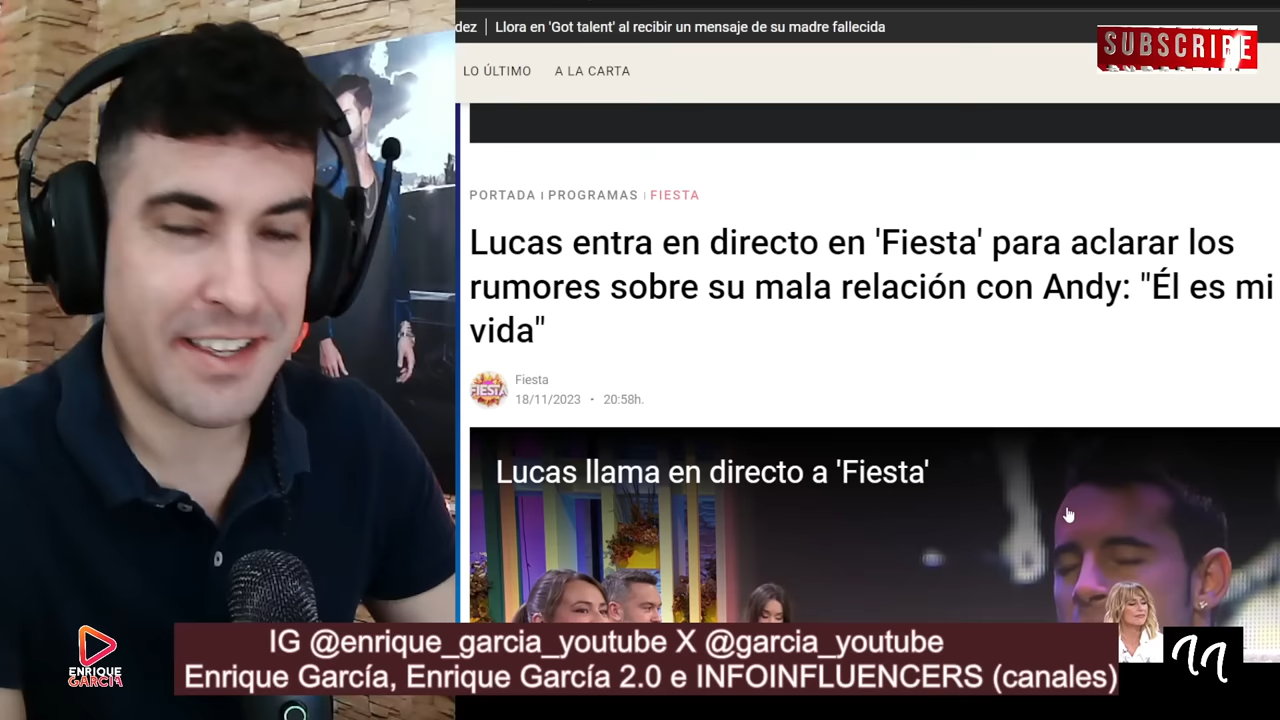 dez | Llora en 'Got talent' al recibir un mensaje de su madre fallecida
SUBSCRIBE
LO ÚLTIMO A LA CARTA
PORTADA | PROGRAMAS | FIESTA
Lucas entra en directo en 'Fiesta' para aclarar los
rumores sobre su mala relación con Andy: "Él es mi
vida"
FIESTA
Fiesta
18/11/2023 • 20:58h.
Lucas llama en directo a 'Fiesta'
IG @enrique_garcia_youtube X @garcia_youtube
Enrique García, Enrique García 2.0 e INFOINFLUENCERS (canales)
ENRIQUE
GARCÍA